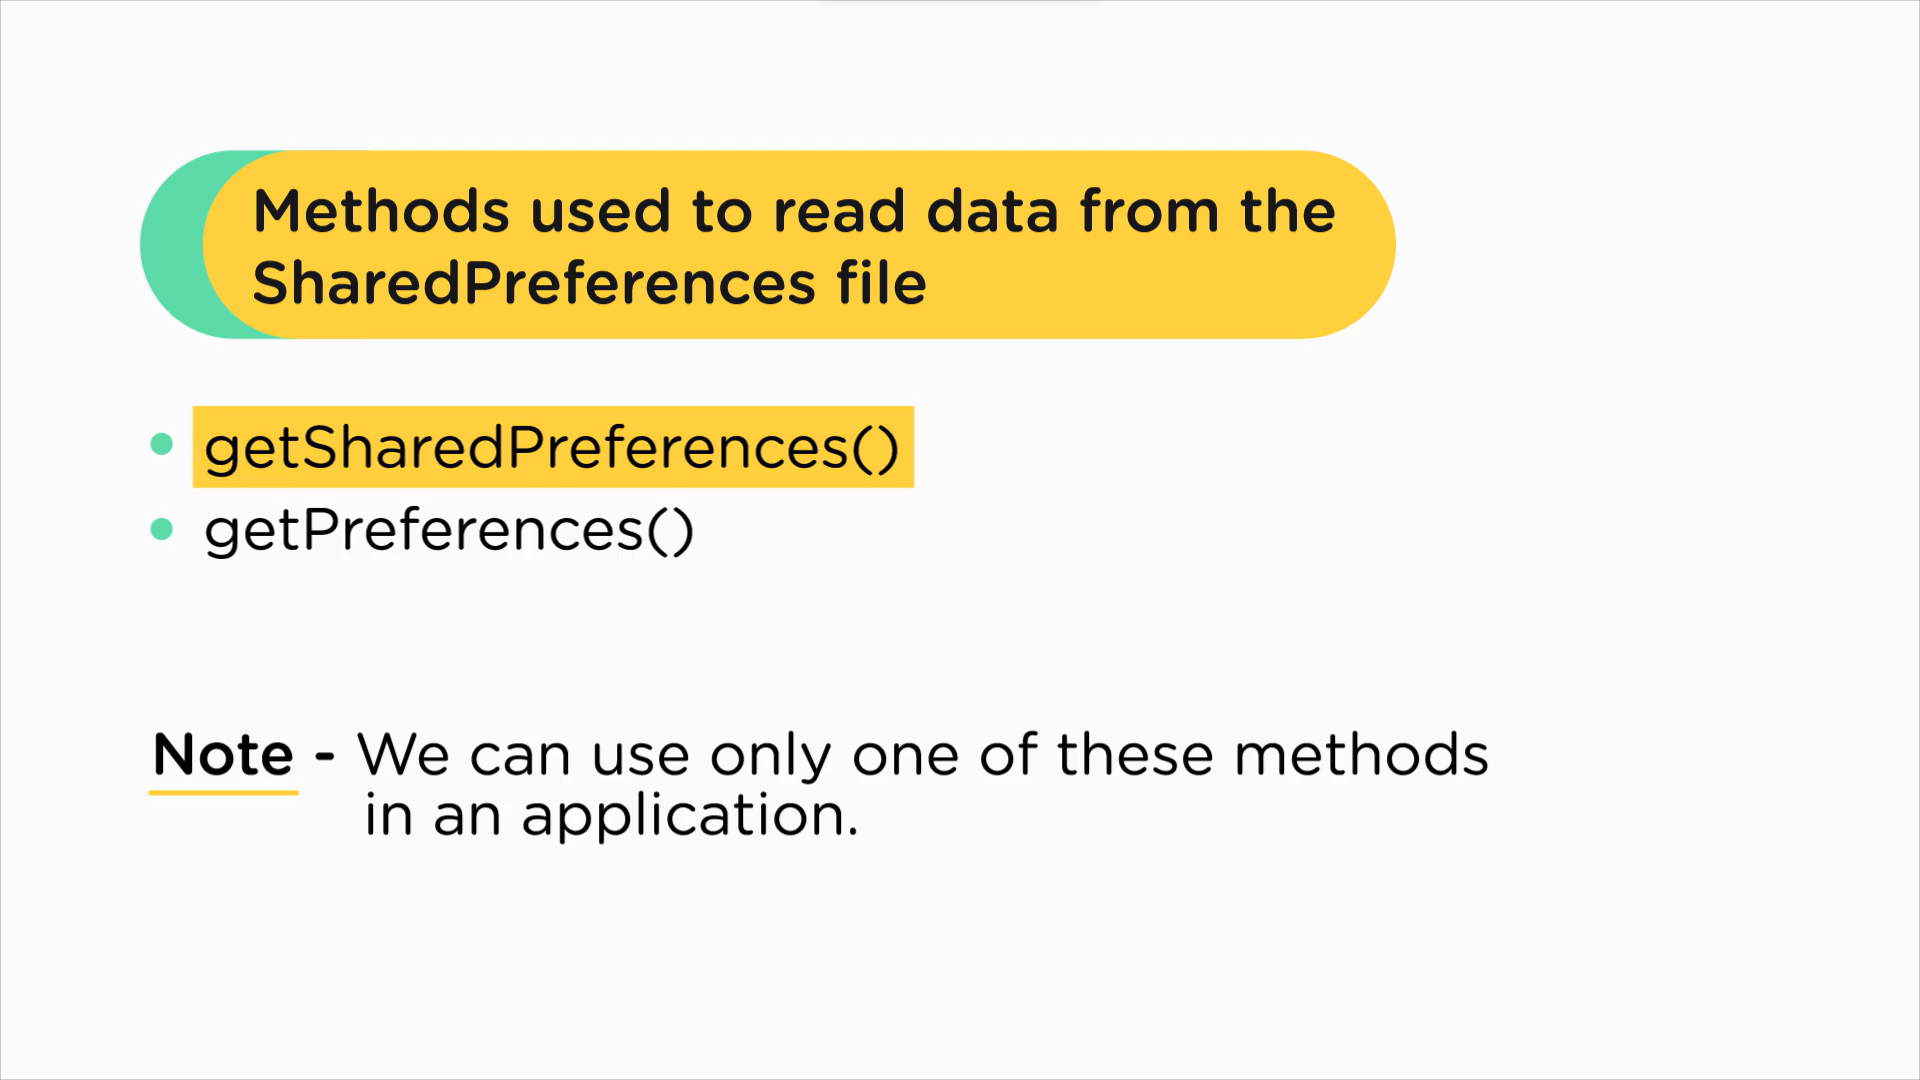 Methods used to read data from the
SharedPreferences file
• getSharedPreferences()
• getPreferences()
Note - We can use only one of these methods
in an application.